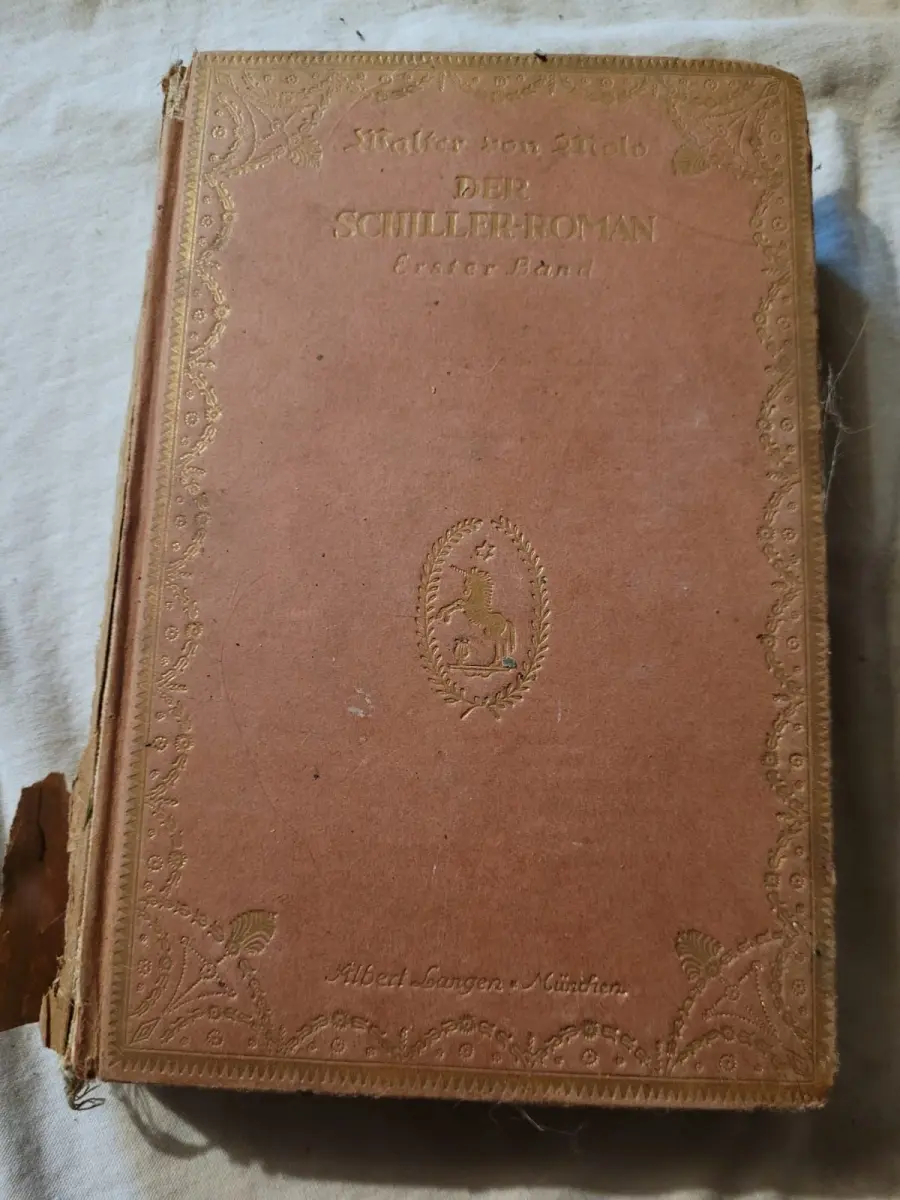 Walter von Molo
DER
SCHILLER-ROMAN
Erster Band
Albert Langen • München